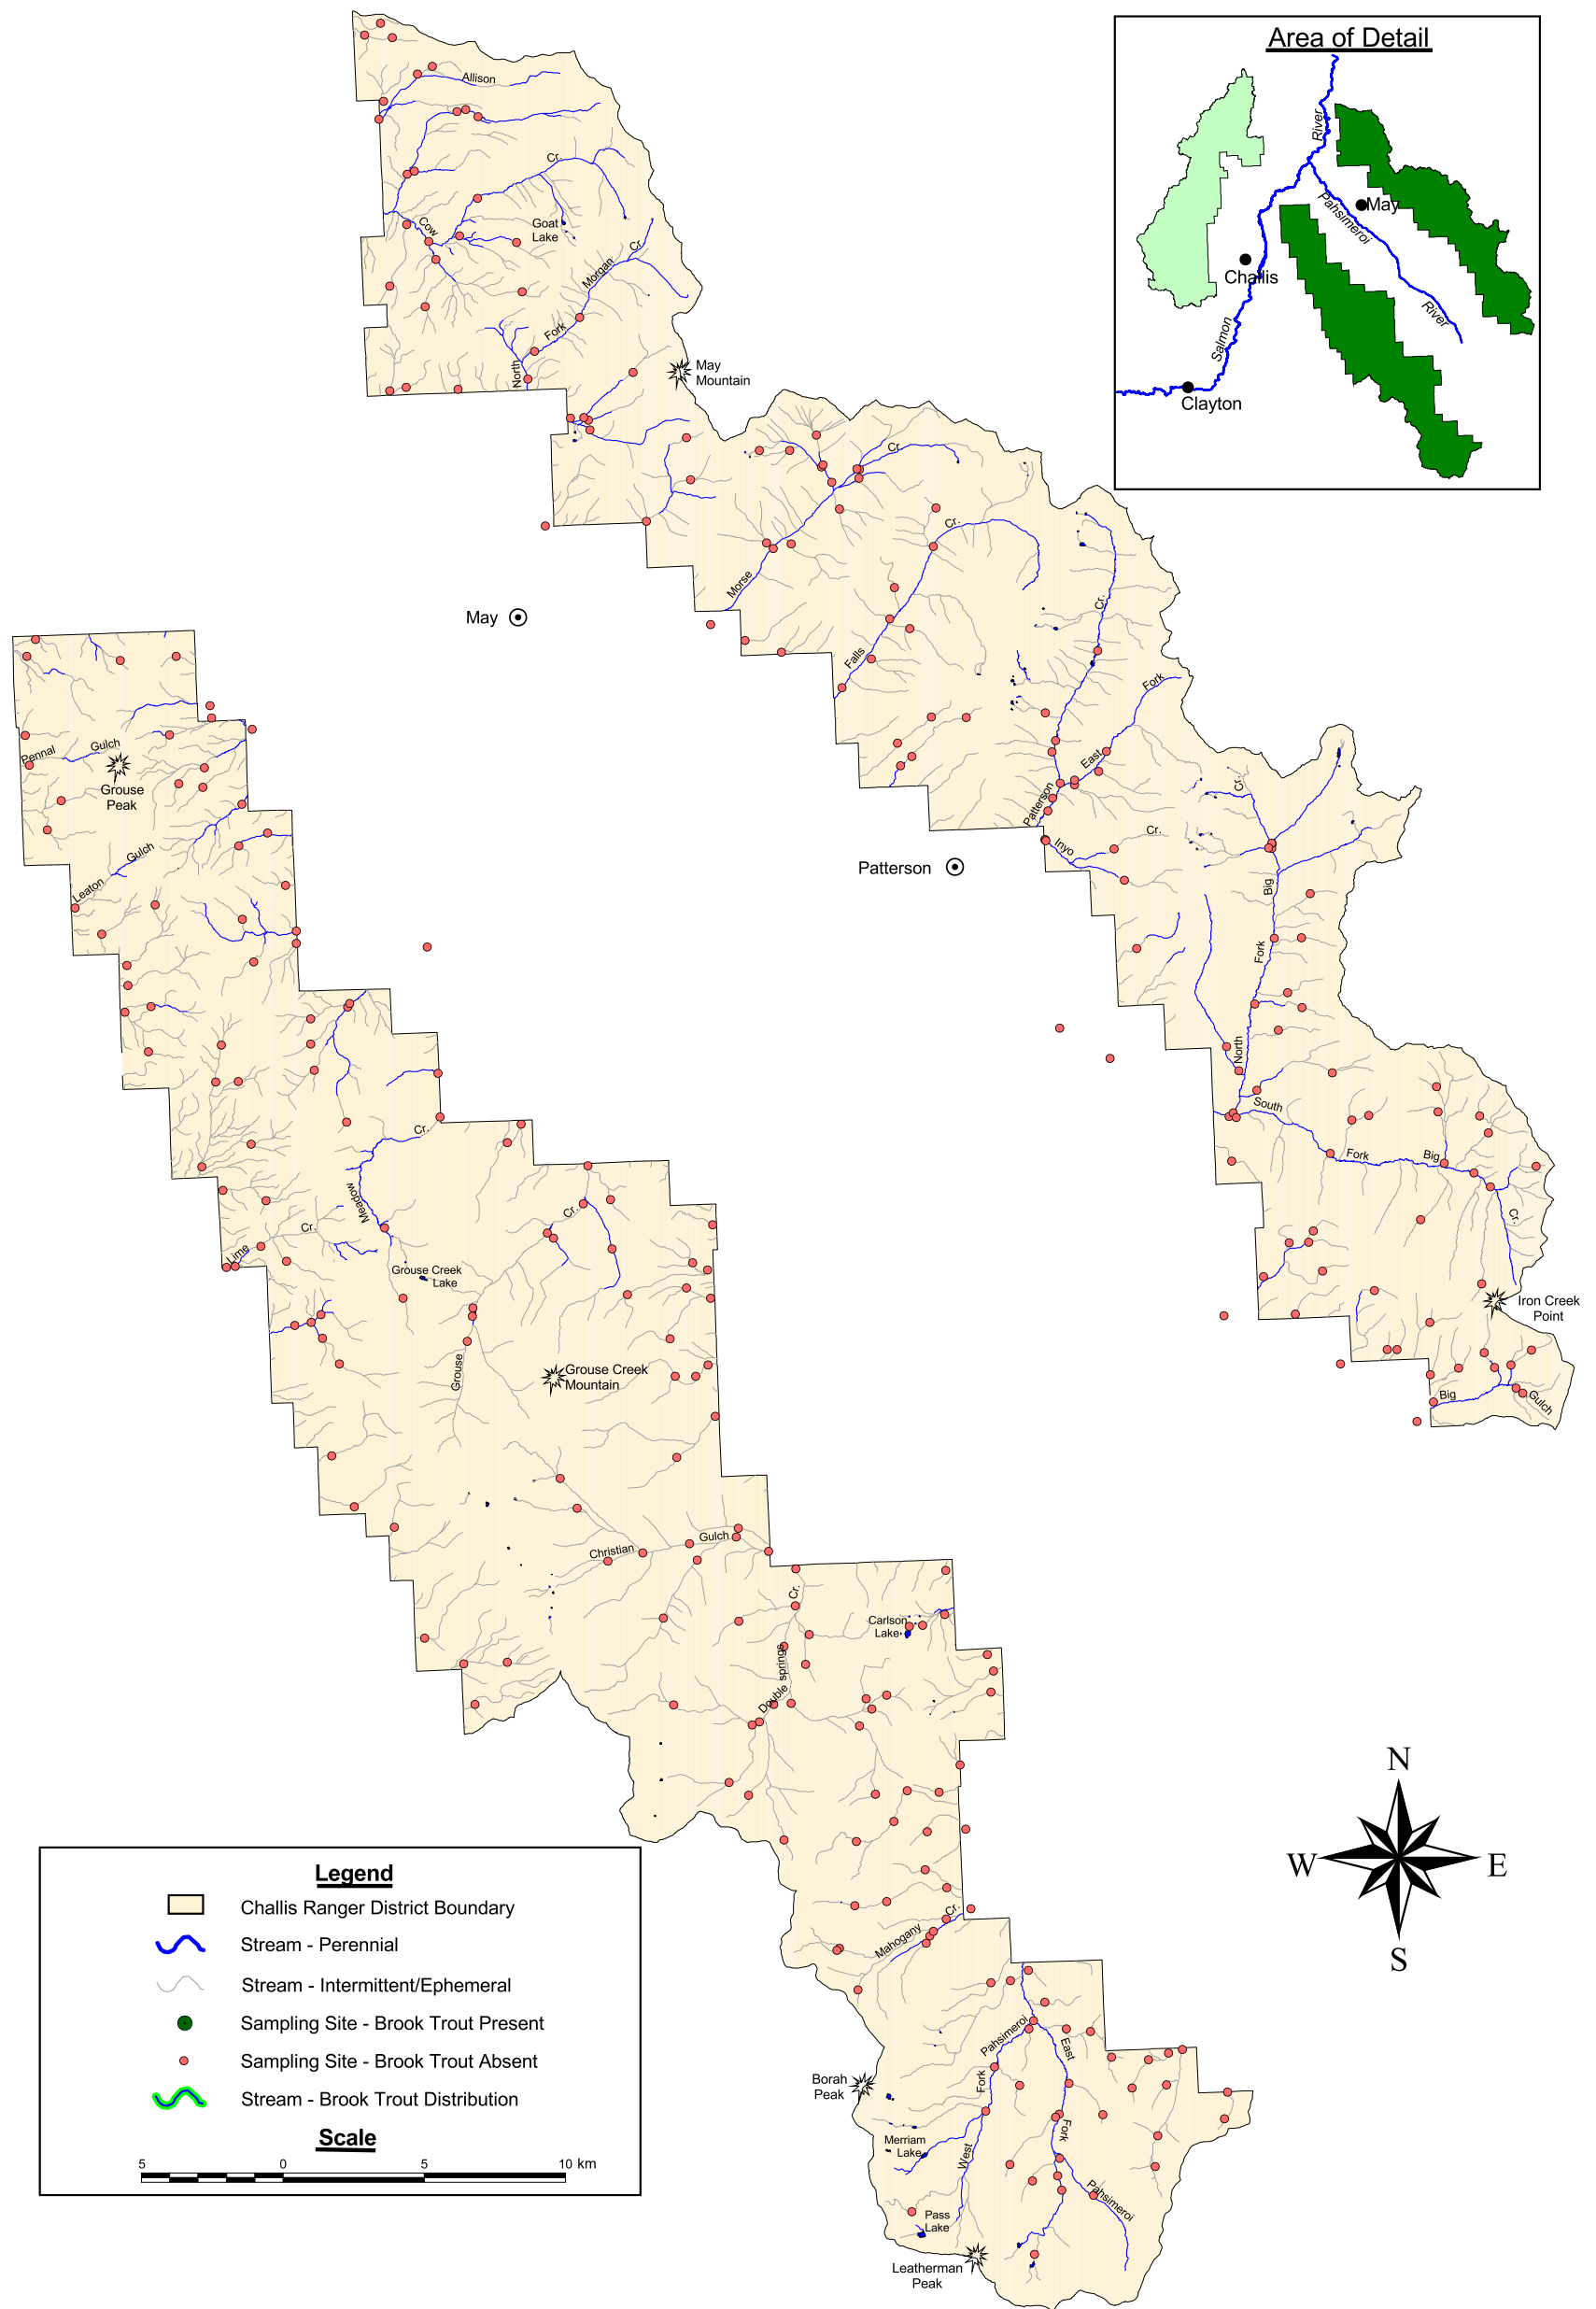 Area of Detail
River
Pahsimeroi
May
Challis
River
Salmon
Clayton
Allison
Cr.
Cow
Goat
Lake
Cr.
Morgan
Fork
North
May
Mountain
Cr.
Cr.
Morse
Falls
Cr.
May
Fork
East
Patterson
Inyo
Cr.
Patterson
Cr.
Big
Fork
North
South
Fork
Big
Cr.
Iron Creek
Point
Big
Gulch
Pennal
Gulch
Grouse
Peak
Gulch
Leaton
Cr.
Meadow
Cr.
Lime
Cr.
Grouse Creek
Lake
Grouse
Grouse Creek
Mountain
Christian
Gulch
Cr.
springs
Double
Carlson
Lake
Mahogany
Cr.
Pahsimeroi
East
Fork
Borah
Peak
Merriam
Lake
West
Fork
Pahsimeroi
Pass
Lake
Leatherman
Peak
N
W
E
S
Legend
Challis Ranger District Boundary
Stream - Perennial
Stream - Intermittent/Ephemeral
Sampling Site - Brook Trout Present
Sampling Site - Brook Trout Absent
Stream - Brook Trout Distribution
Scale
5 0 5 10 km